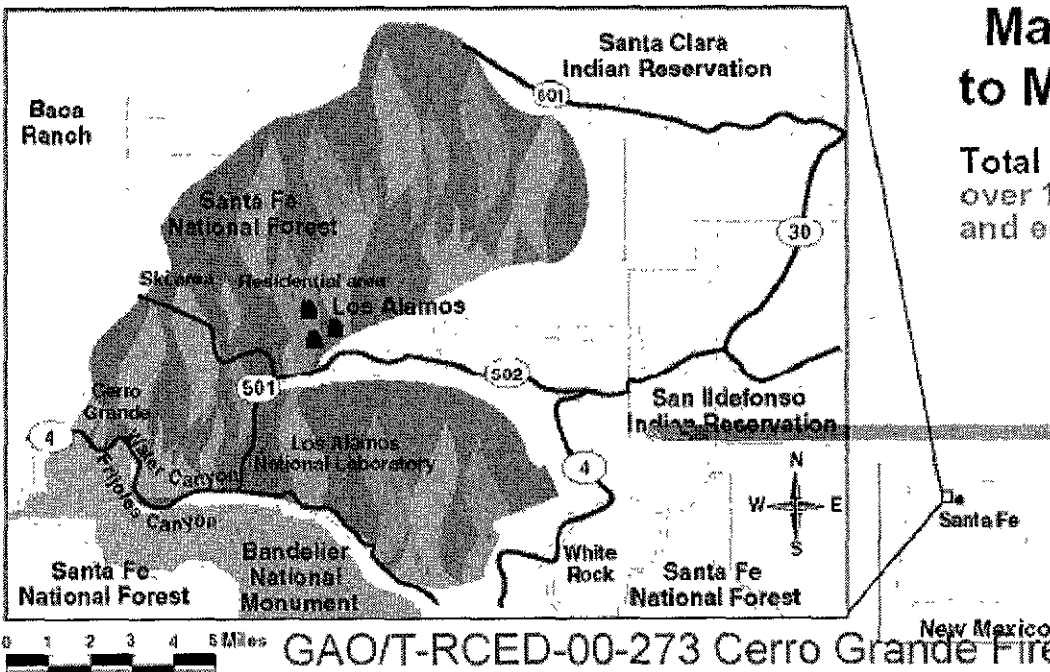 Ma
to M
Total
over 1
and e
Santa Clara
Indian Reservation
601
Baca
Ranch
Santa Fe
National Forest
30
Ski area
Residential area
Los Alamos
502
501
Cerro
Grande
San Ildefonso
Indian Reservation
4
Los Alamos
National Laboratory
Water Canyon
Frijoles Canyon
4
N
W
E
S
Santa Fe
Santa Fe
National Forest
Bandelier
National
Monument
White
Rock
Santa Fe
National Forest
New Mexico
0 1 2 3 4 5 Miles
GAO/T-RCED-00-273 Cerro Grande Fire